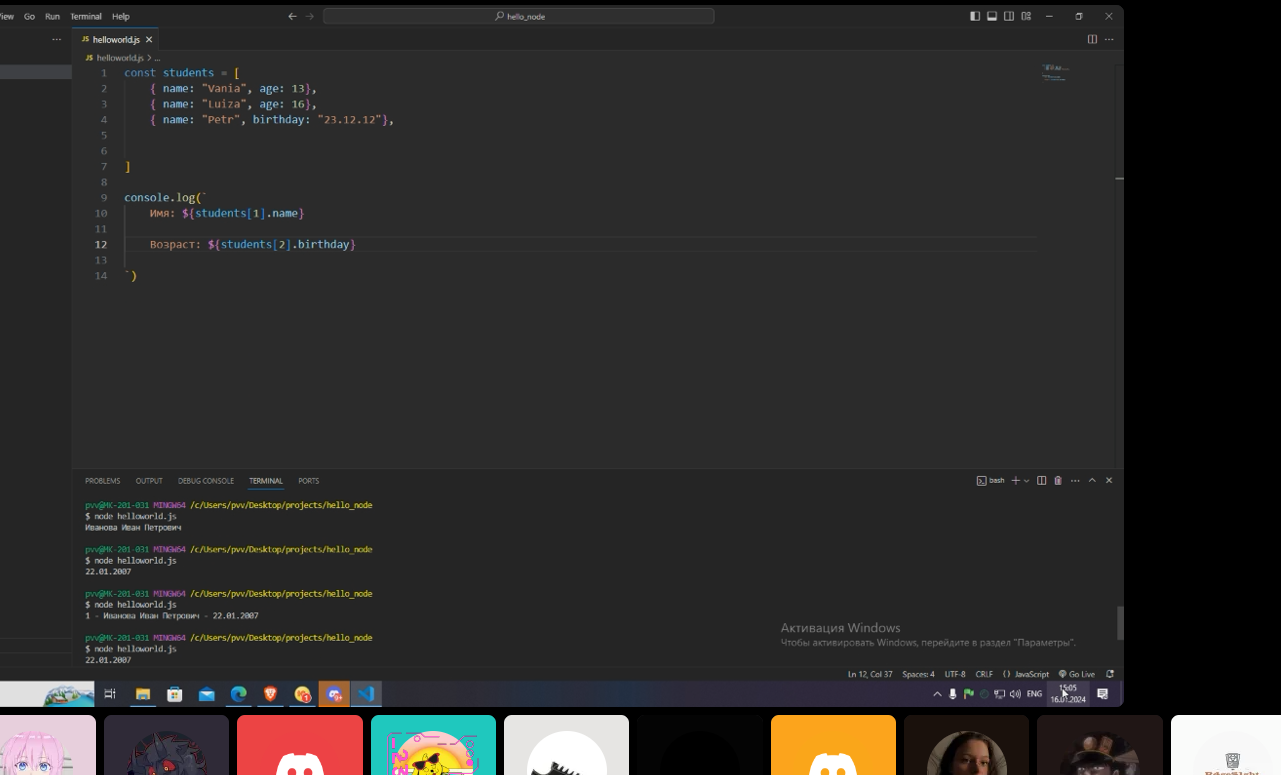 View Go Run Terminal Help
hello_node
JS helloworld.js
JS helloworld.js > ...
1 const students = [
2 { name: "Vania", age: 13},
3 { name: "Luiza", age: 16},
4 { name: "Petr", birthday: "23.12.12"},
5
6
7 ]
8
9 console.log(`
10 Имя: ${students[1].name}
11
12 Возраст: ${students[2].birthday}
13
14 `)
PROBLEMS OUTPUT DEBUG CONSOLE TERMINAL PORTS
bash
pvv@MK-201-031 MINGW64 /c/Users/pvv/Desktop/projects/hello_node
$ node helloworld.js
Иванова Иван Петрович
pvv@MK-201-031 MINGW64 /c/Users/pvv/Desktop/projects/hello_node
$ node helloworld.js
22.01.2007
pvv@MK-201-031 MINGW64 /c/Users/pvv/Desktop/projects/hello_node
$ node helloworld.js
1 - Иванова Иван Петрович - 22.01.2007
pvv@MK-201-031 MINGW64 /c/Users/pvv/Desktop/projects/hello_node
$ node helloworld.js
22.01.2007
Активация Windows
Чтобы активировать Windows, перейдите в раздел "Параметры".
Ln 12, Col 37 Spaces: 4 UTF-8 CRLF {} JavaScript Go Live
ENG
15:05
16.01.2024